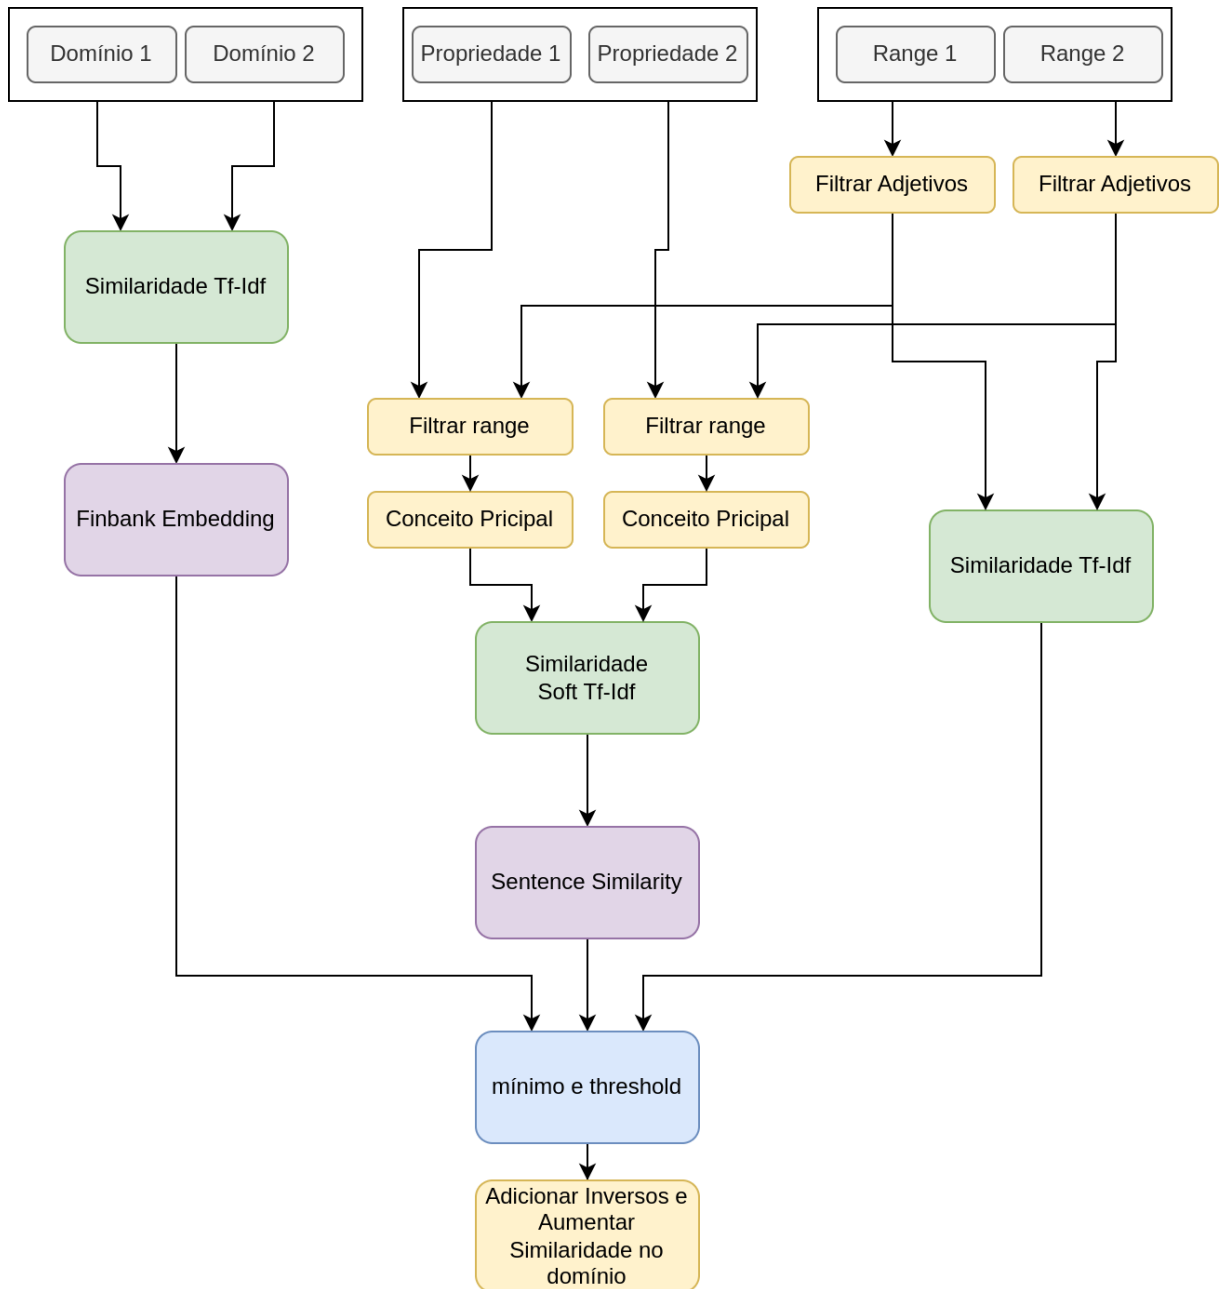 Domínio 1
Domínio 2
Propriedade 1
Propriedade 2
Range 1
Range 2
Filtrar Adjetivos
Filtrar Adjetivos
Similaridade Tf-Idf
Filtrar range
Filtrar range
Finbank Embedding
Conceito Pricipal
Conceito Pricipal
Similaridade Tf-Idf
Similaridade
Soft Tf-Idf
Sentence Similarity
mínimo e threshold
Adicionar Inversos e
Aumentar
Similaridade no
domínio